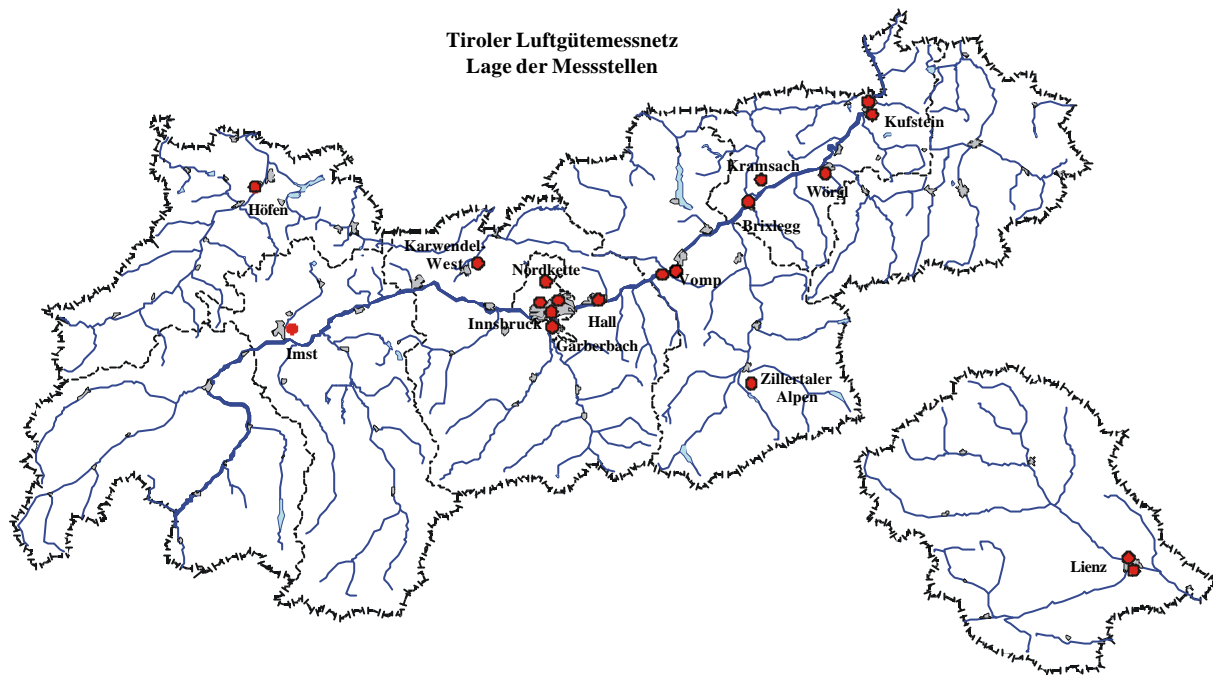 Tiroler Luftgütemessnetz
Lage der Messstellen
Kufstein
Kramsach
Wörgl
Höfen
Brixlegg
Karwendel-
West
Nordkette
Vomp
Innsbruck
Hall
Gärberbach
Imst
Zillertaler
Alpen
Lienz